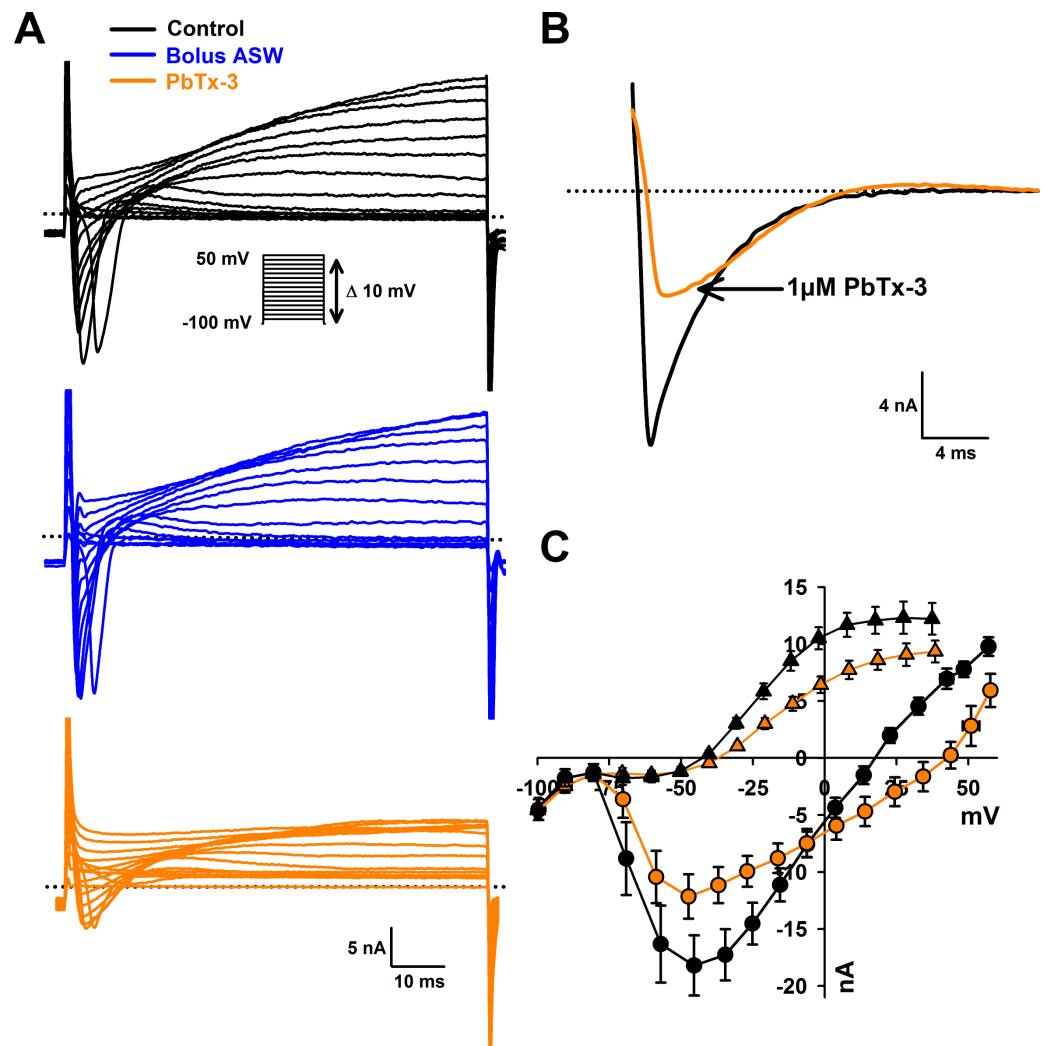 A
Control
Bolus ASW
PbTx-3
50 mV
Δ 10 mV
-100 mV
5 nA
10 ms
B
1µM PbTx-3
4 nA
4 ms
C
15
10
5
0
-100
-75
-50
-25
25
50
mV
-5
-10
-15
-20
nA